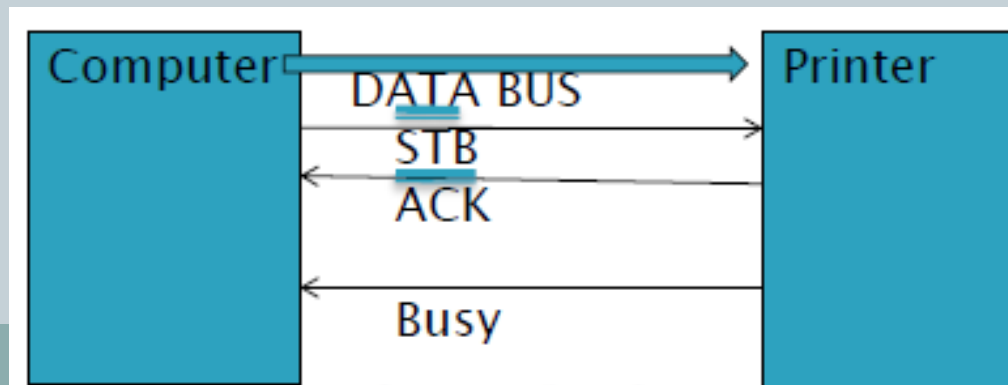 Computer
DATA BUS
STB
ACK
Busy
Printer